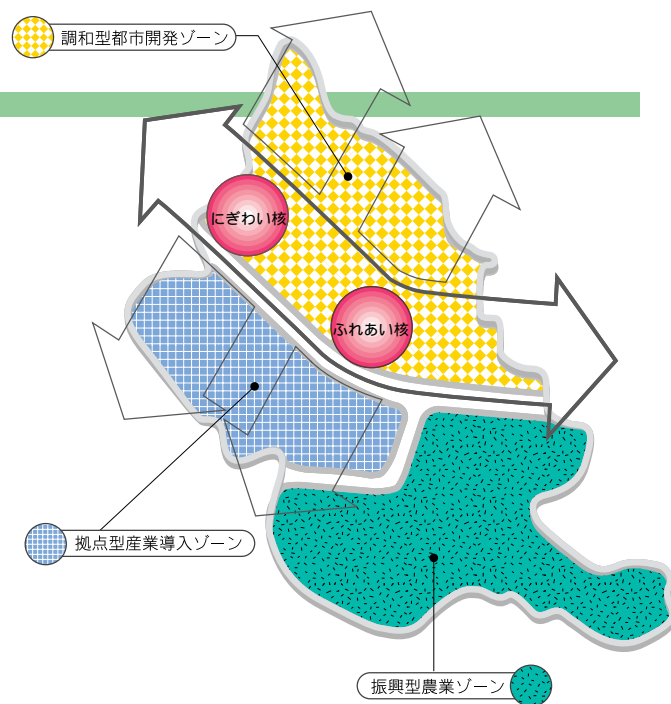 調和型都市開発ゾーン
にぎわい核
ふれあい核
拠点型産業導入ゾーン
振興型農業ゾーン